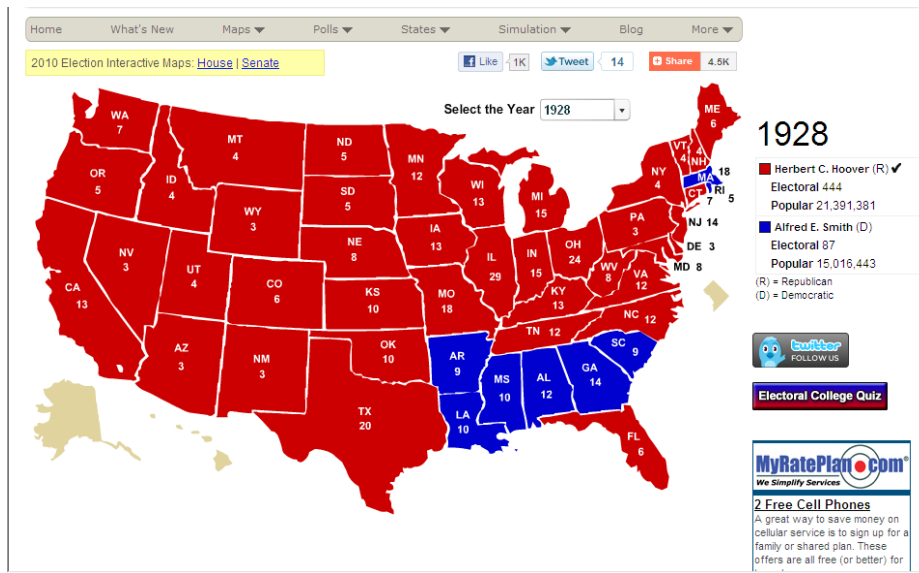 Home What's New Maps Polls States Simulation Blog More
2010 Election Interactive Maps: House | Senate
Like 1K Tweet 14 Share 4.5K
Select the Year 1928
1928
Herbert C. Hoover (R) ✔
Electoral 444
Popular 21,391,381
Alfred E. Smith (D)
Electoral 87
Popular 15,016,443
(R) = Republican
(D) = Democratic
WA
7
OR
5
CA
13
ID
4
NV
3
MT
4
WY
3
UT
4
AZ
3
CO
6
NM
3
ND
5
SD
5
NE
8
KS
10
OK
10
TX
20
MN
12
IA
13
MO
18
AR
9
LA
10
WI
13
IL
29
MI
15
IN
15
OH
24
KY
13
TN 12
MS
10
AL
12
GA
14
FL
6
SC
9
NC 12
VA
12
WV
8
PA
3
NY
4
VT
4
4
NH
ME
6
MA 18
RI 5
CT
7
NJ 14
DE 3
MD 8
twitter
FOLLOW US
Electoral College Quiz
MyRatePlan.com®
We Simplify Services
2 Free Cell Phones
A great way to save money on
cellular service is to sign up for a
family or shared plan. These
offers are all free (or better) for